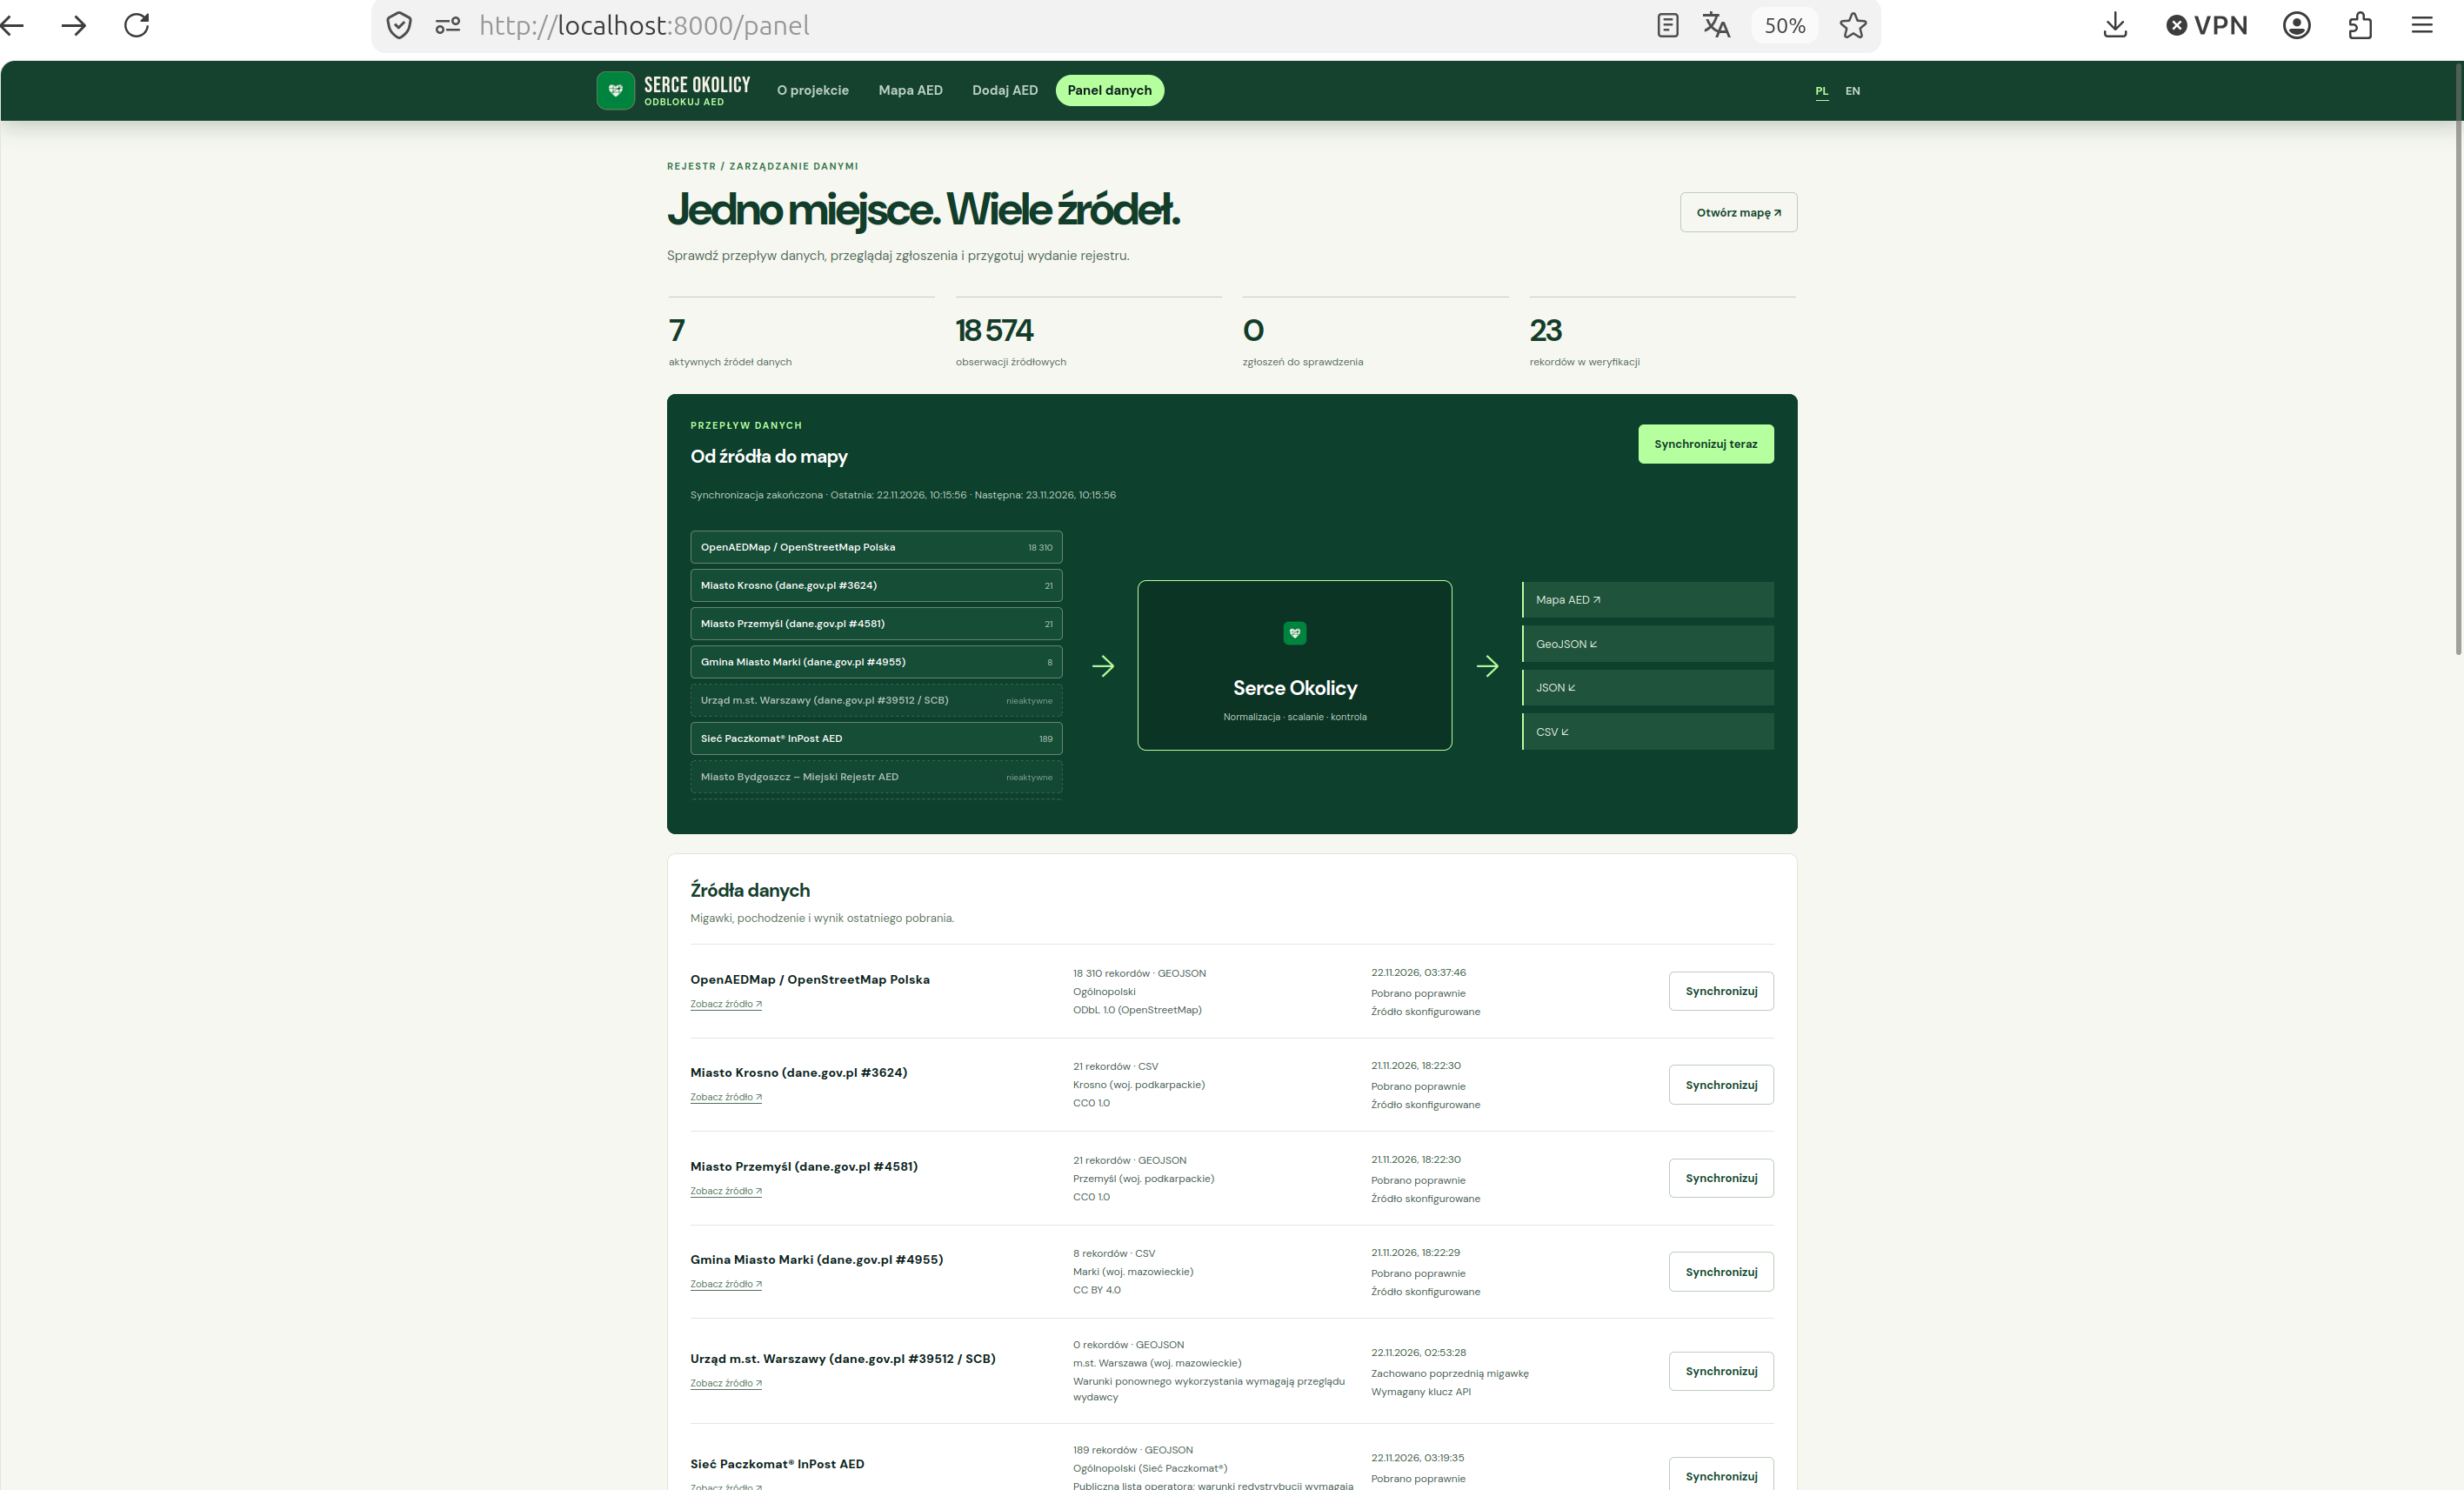 http://localhost:8000/panel
50%
VPN
SERCE OKOLICY
ODBLOKUJ AED
O projekcie
Mapa AED
Dodaj AED
Panel danych
PL
EN
REJESTR / ZARZĄDZANIE DANYMI
Jedno miejsce. Wiele źródeł.
Otwórz mapę ↗
Sprawdź przepływ danych, przeglądaj zgłoszenia i przygotuj wydanie rejestru.
7
aktywnych źródeł danych
18 574
obserwacji źródłowych
0
zgłoszeń do sprawdzenia
23
rekordów w weryfikacji
PRZEPŁYW DANYCH
Od źródła do mapy
Synchronizuj teraz
Synchronizacja zakończona · Ostatnia: 22.11.2026, 10:15:56 · Następna: 23.11.2026, 10:15:56
OpenAEDMap / OpenStreetMap Polska 18 310
Miasto Krosno (dane.gov.pl #3624) 21
Miasto Przemyśl (dane.gov.pl #4581) 21
Gmina Miasto Marki (dane.gov.pl #4955) 8
Urząd m.st. Warszawy (dane.gov.pl #39512 / SCB) nieaktywne
Sieć Paczkomat® InPost AED 189
Miasto Bydgoszcz – Miejski Rejestr AED nieaktywne
→
Serce Okolicy
Normalizacja · scalanie · kontrola
→
Mapa AED ↗
GeoJSON ↙
JSON ↙
CSV ↙
Źródła danych
Migawki, pochodzenie i wynik ostatniego pobrania.
OpenAEDMap / OpenStreetMap Polska
Zobacz źródło ↗
18 310 rekordów · GEOJSON
Ogólnopolski
ODbL 1.0 (OpenStreetMap)
22.11.2026, 03:37:46
Pobrano poprawnie
Źródło skonfigurowane
Synchronizuj
Miasto Krosno (dane.gov.pl #3624)
Zobacz źródło ↗
21 rekordów · CSV
Krosno (woj. podkarpackie)
CC0 1.0
21.11.2026, 18:22:30
Pobrano poprawnie
Źródło skonfigurowane
Synchronizuj
Miasto Przemyśl (dane.gov.pl #4581)
Zobacz źródło ↗
21 rekordów · GEOJSON
Przemyśl (woj. podkarpackie)
CC0 1.0
21.11.2026, 18:22:30
Pobrano poprawnie
Źródło skonfigurowane
Synchronizuj
Gmina Miasto Marki (dane.gov.pl #4955)
Zobacz źródło ↗
8 rekordów · CSV
Marki (woj. mazowieckie)
CC BY 4.0
21.11.2026, 18:22:29
Pobrano poprawnie
Źródło skonfigurowane
Synchronizuj
Urząd m.st. Warszawy (dane.gov.pl #39512 / SCB)
Zobacz źródło ↗
0 rekordów · GEOJSON
m.st. Warszawa (woj. mazowieckie)
Warunki ponownego wykorzystania wymagają przeglądu
wydawcy
22.11.2026, 02:53:28
Zachowano poprzednią migawkę
Wymagany klucz API
Synchronizuj
Sieć Paczkomat® InPost AED
Zobacz źródło ↗
189 rekordów · GEOJSON
Ogólnopolski (Sieć Paczkomat®)
Publiczna lista operatora; warunki redystrybucji wymagają
22.11.2026, 03:19:35
Pobrano poprawnie
Synchronizuj